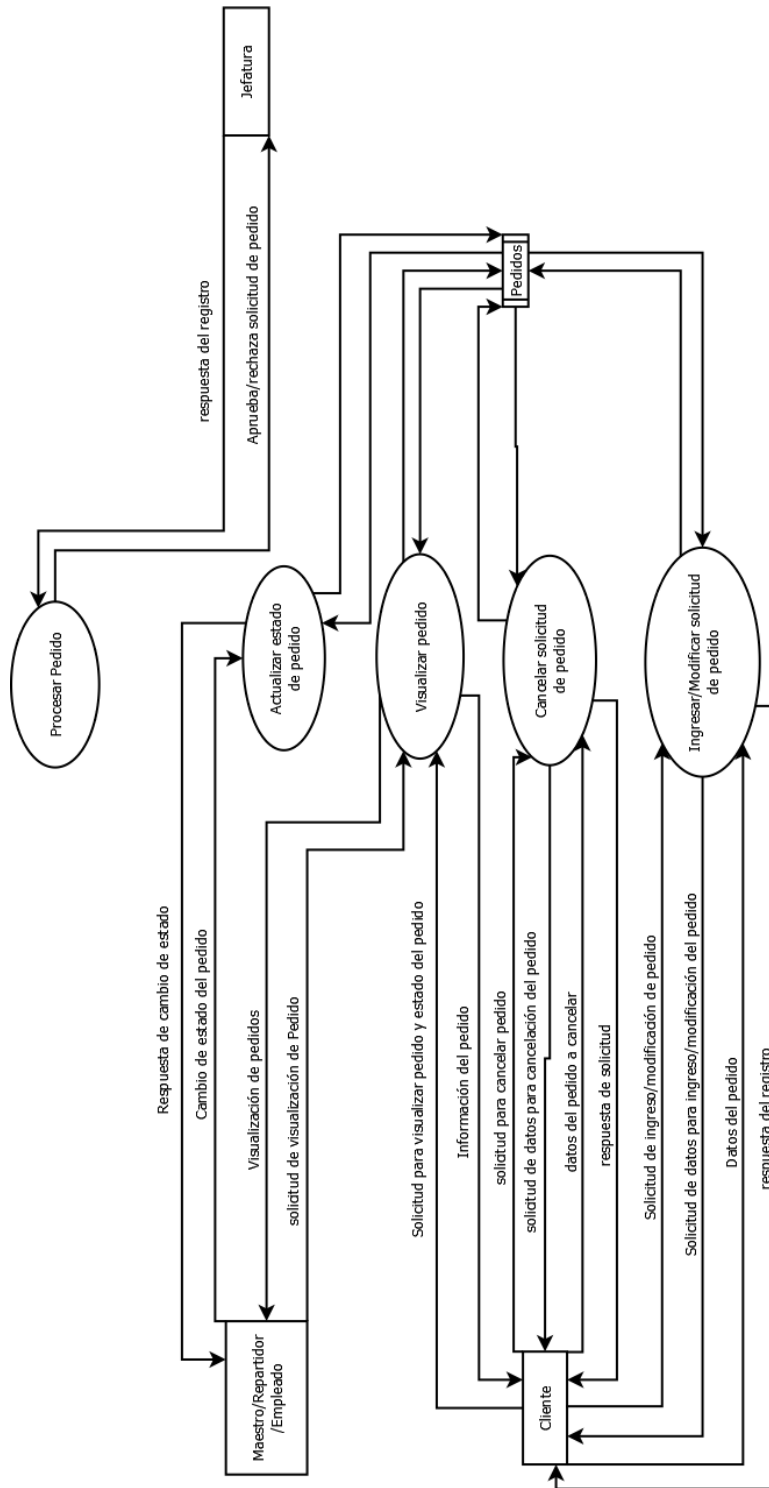 Jefatura
respuesta del registro
Aprueba/rechaza solicitud de pedido
Procesar Pedido
Pedidos
Actualizar estado
de pedido
Visualizar pedido
Cancelar solicitud
de pedido
Ingresar/Modificar solicitud
de pedido
Respuesta de cambio de estado
Cambio de estado del pedido
Visualización de pedidos
solicitud de visualización de Pedido
Solicitud para visualizar pedido y estado del pedido
Información del pedido
solicitud para cancelar pedido
solicitud de datos para cancelación del pedido
datos del pedido a cancelar
respuesta de solicitud
Solicitud de ingreso/modificación de pedido
Solicitud de datos para ingreso/modificación del pedido
Datos del pedido
respuesta del registro
Maestro/Repartidor
/Empleado
Cliente